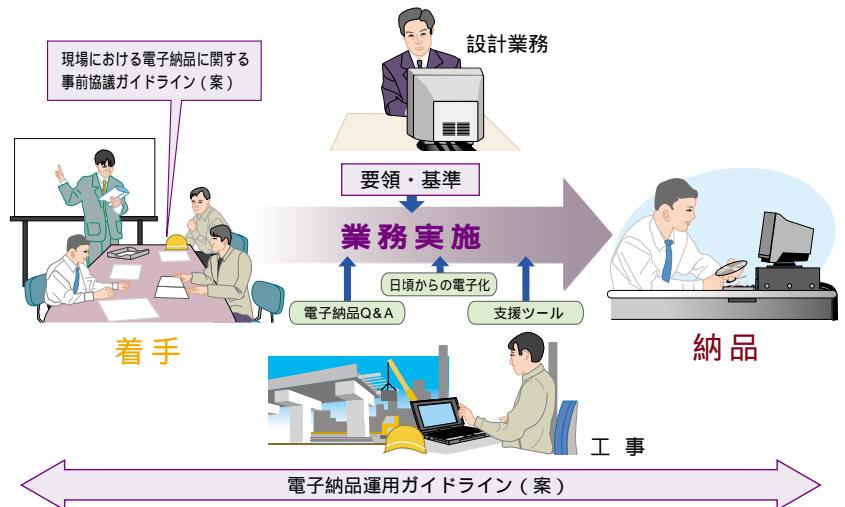 現場における電子納品に関する
事前協議ガイドライン（案）
設計業務
要領・基準
業務実施
日頃からの電子化
電子納品Q&A
支援ツール
着手
納品
工事
電子納品運用ガイドライン（案）